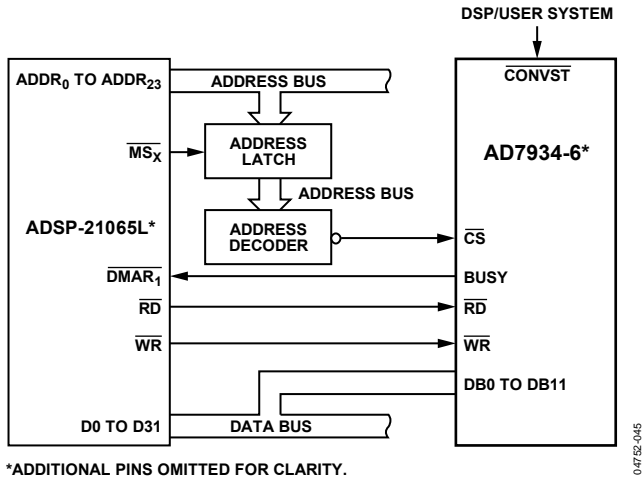 DSP/USER SYSTEM
ADDR0 TO ADDR23
ADDRESS BUS
CONVST
MSX
ADDRESS
LATCH
AD7934-6*
ADDRESS BUS
ADSP-21065L*
ADDRESS
DECODER
CS
DMAR1
BUSY
RD
RD
WR
WR
DB0 TO DB11
D0 TO D31
DATA BUS
*ADDITIONAL PINS OMITTED FOR CLARITY.
04752-045